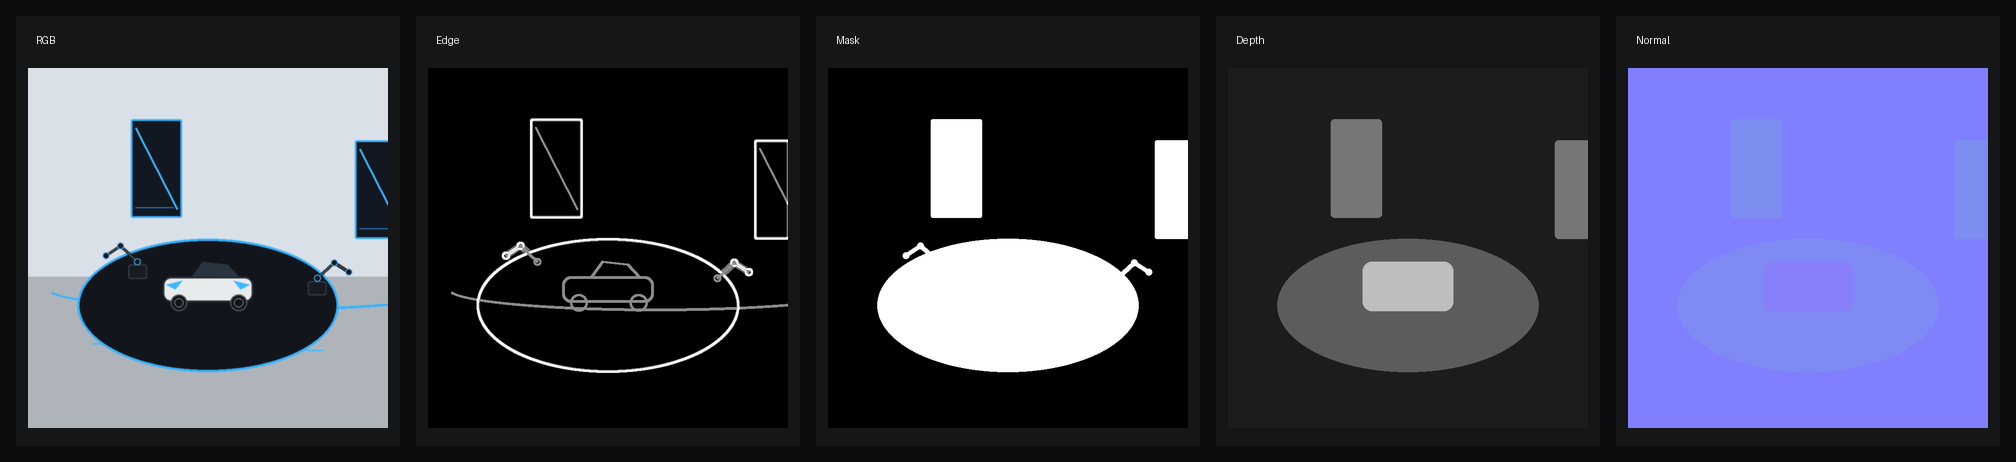 RGB
Edge
Mask
Depth
Normal